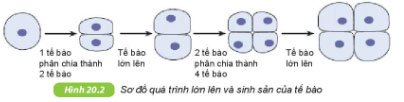 1 tế bào
phân chia thành
2 tế bào
Tế bào
lớn lên
2 tế bào
phân chia thành
4 tế bào
Tế bào
lớn lên
Hình 20.2 Sơ đồ quá trình lớn lên và sinh sản của tế bào